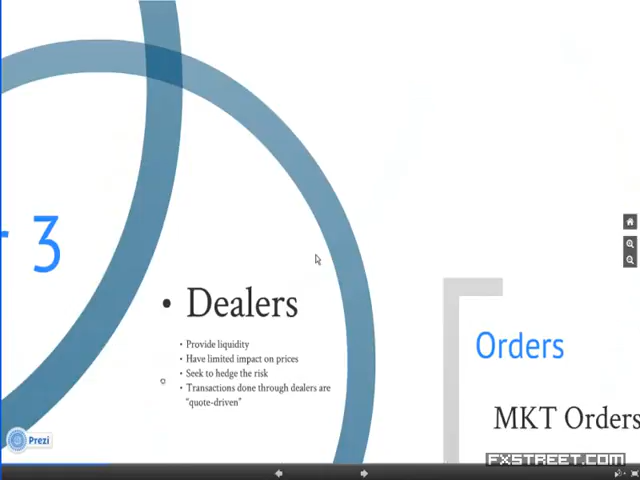 r 3
• Dealers
• Provide liquidity
• Have limited impact on prices
• Seek to hedge the risk
• Transactions done through dealers are
"quote-driven"
Orders
MKT Orders
Prezi
FXSTREET.COM